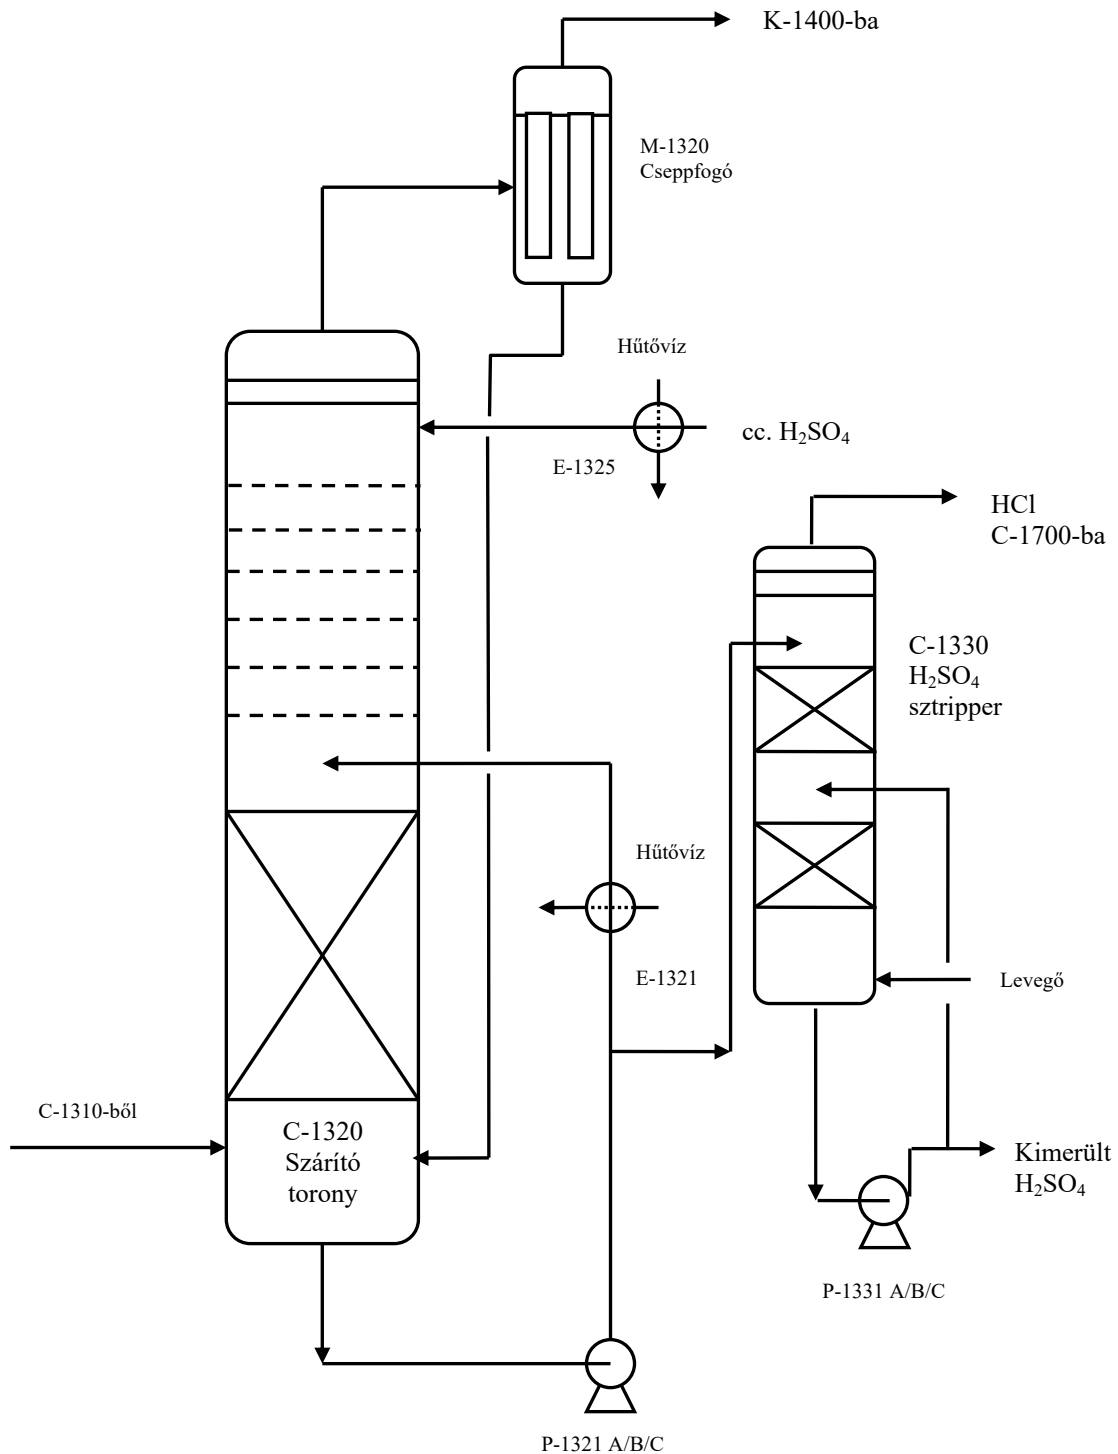 K-1400-ba
M-1320
Cseppfogó
Hűtővíz
cc. H₂SO₄
E-1325
HCl
C-1700-ba
C-1330
H₂SO₄
sztripper
Hűtővíz
E-1321
Levegő
C-1310-ből
C-1320
Szárító
torony
Kimerült
H₂SO₄
P-1331 A/B/C
P-1321 A/B/C